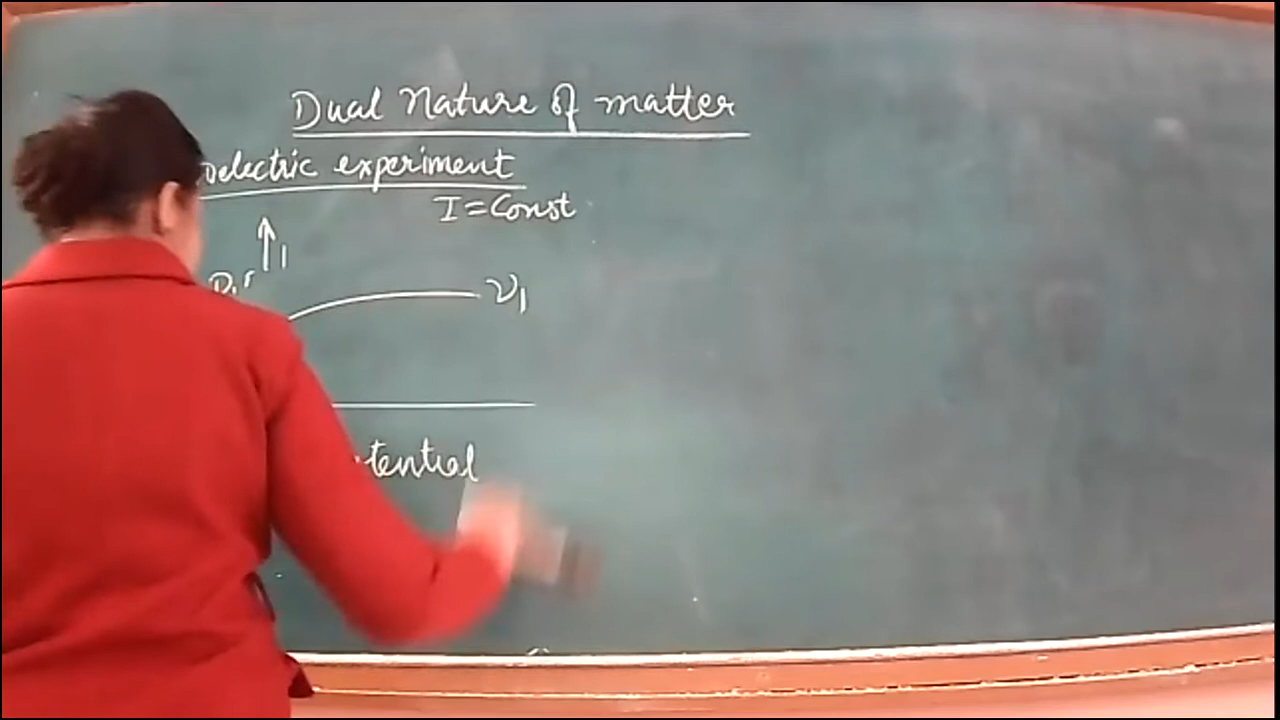 Dual Nature of matter
oelectric experiment
I = Const
ν1
tential